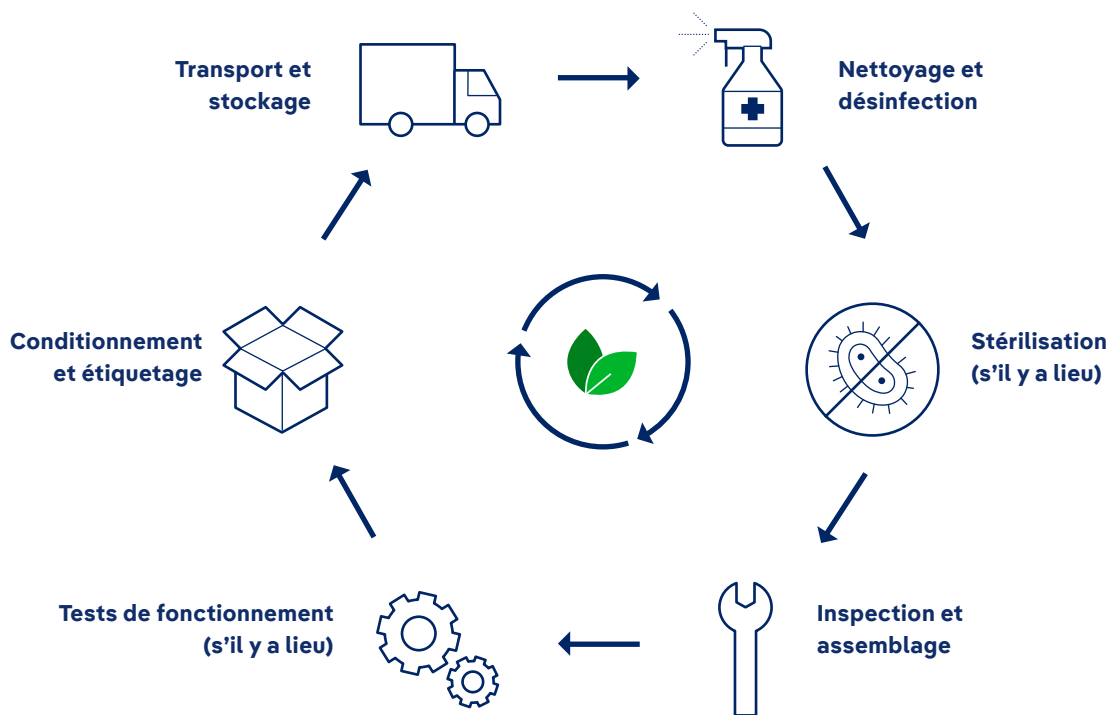 Transport et
stockage
Nettoyage et
désinfection
Stérilisation
(s’il y a lieu)
Inspection et
assemblage
Tests de fonctionnement
(s’il y a lieu)
Conditionnement
et étiquetage